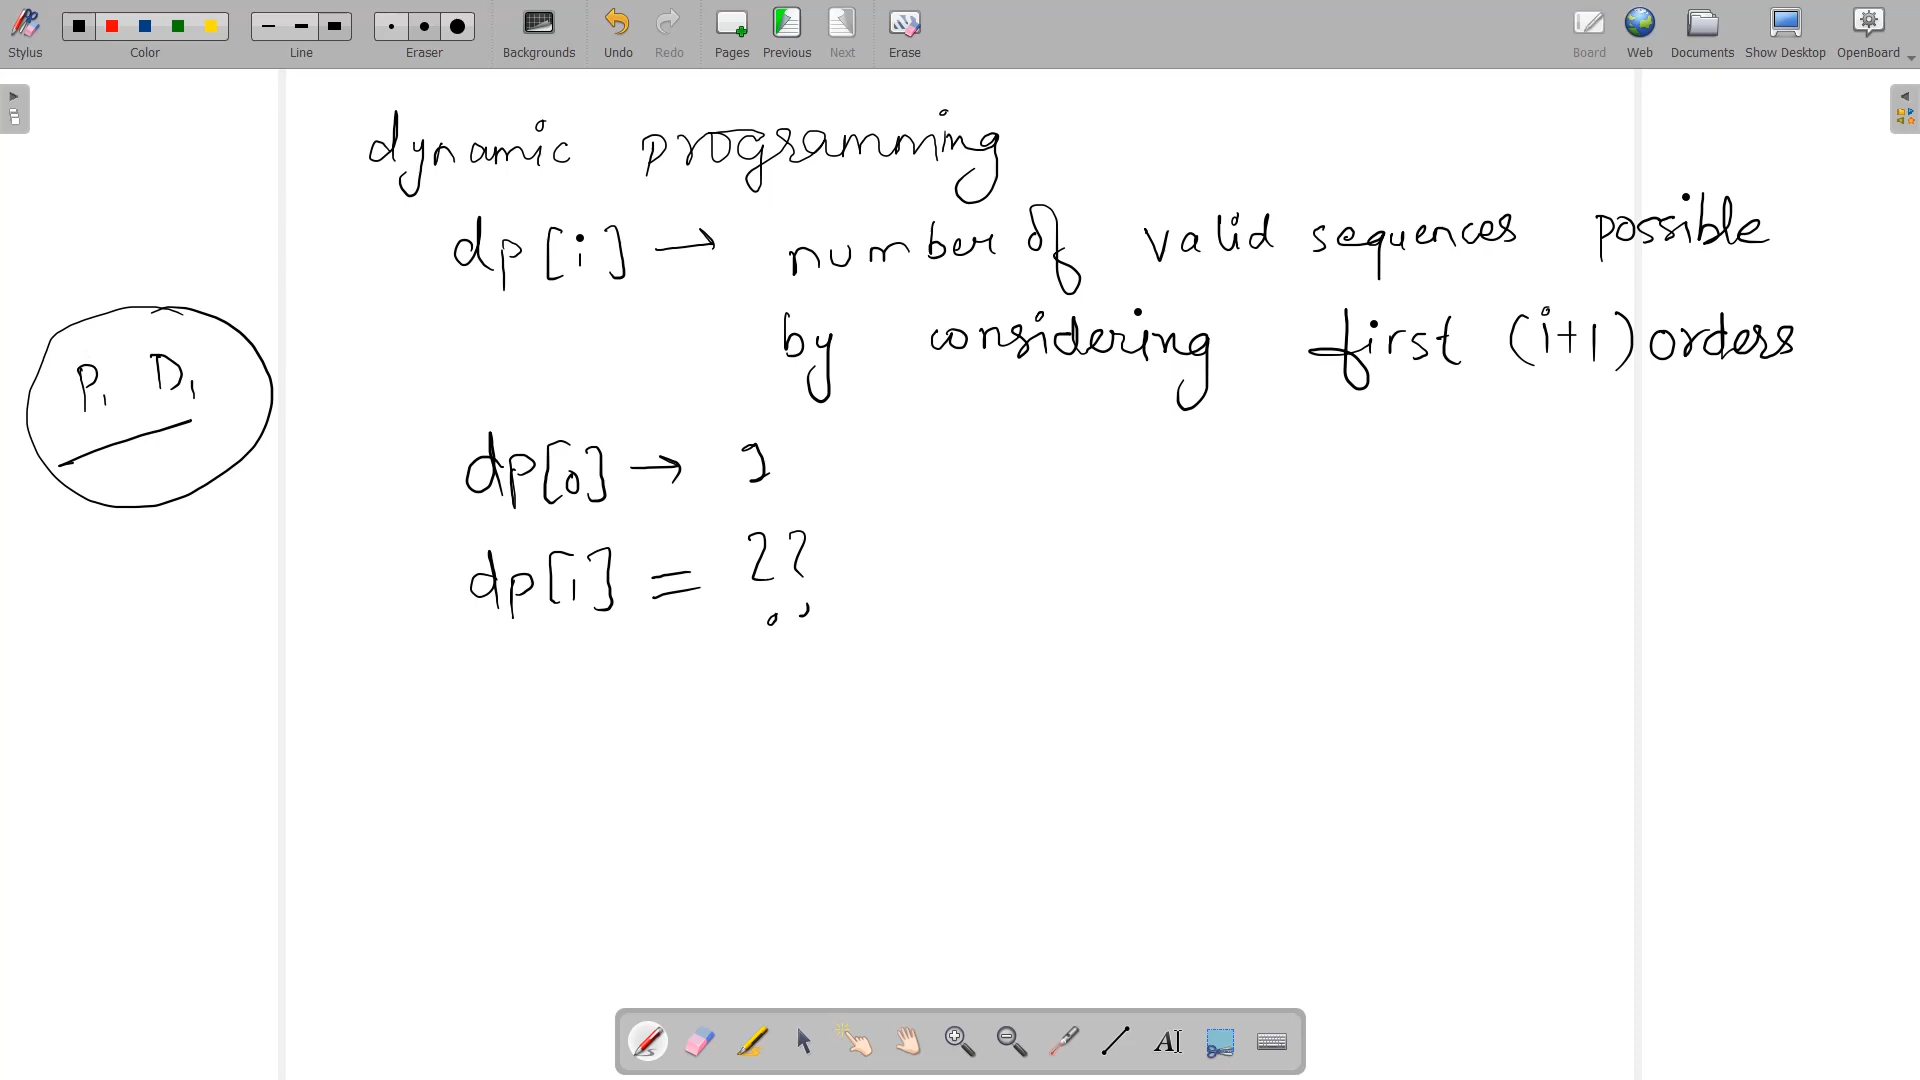 Stylus
Color
Line
Eraser
Backgrounds
Undo
Redo
Pages
Previous
Next
Erase
Board
Web
Documents
Show Desktop
OpenBoard
dynamic programming
dp[i] → number of valid sequences possible
by considering first (i+1) orders
P₁ D₁
dp[0] → 1
dp[i] = ??